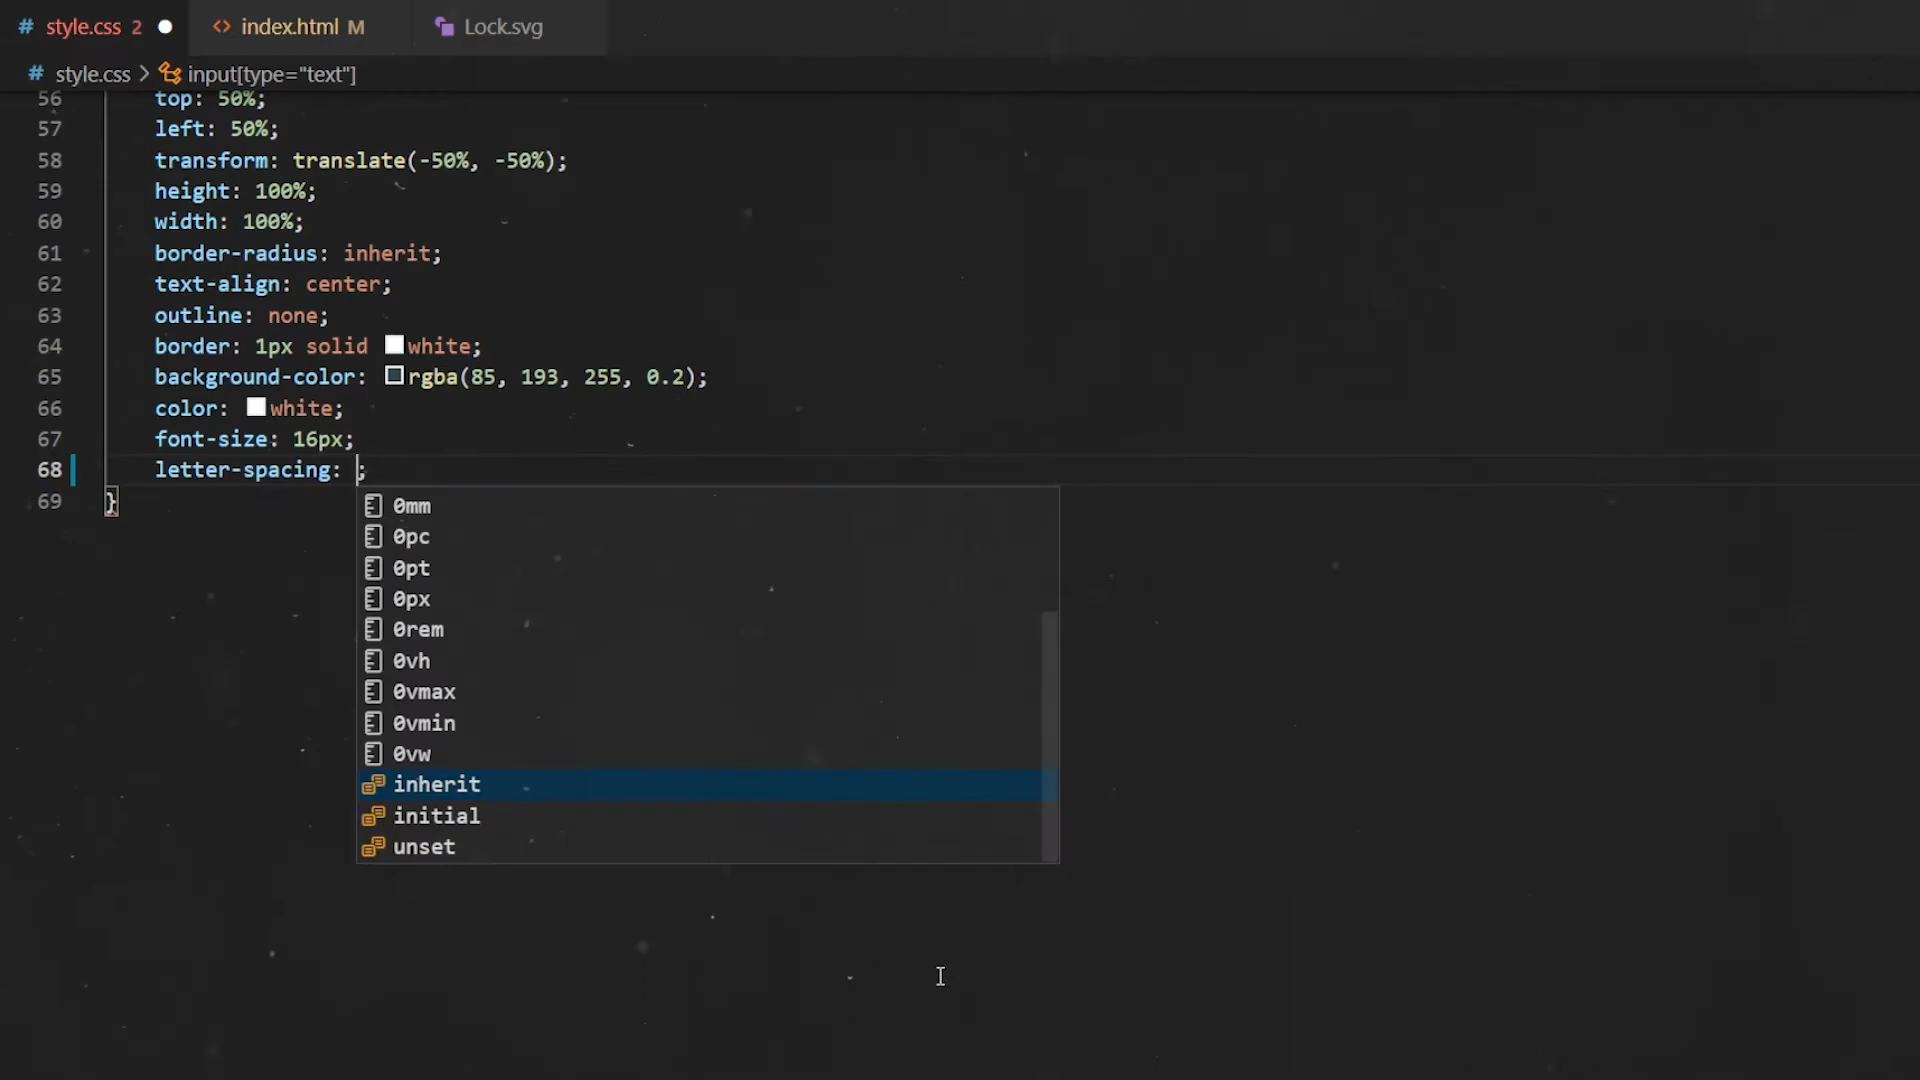 # style.css 2 ● <> index.html M Lock.svg
# style.css > input[type="text"]
56 top: 50%;
57 left: 50%;
58 transform: translate(-50%, -50%);
59 height: 100%;
60 width: 100%;
61 border-radius: inherit;
62 text-align: center;
63 outline: none;
64 border: 1px solid white;
65 background-color: rgba(85, 193, 255, 0.2);
66 color: white;
67 font-size: 16px;
68 letter-spacing: ;
69 }
0mm
0pc
0pt
0px
0rem
0vh
0vmax
0vmin
0vw
inherit
initial
unset